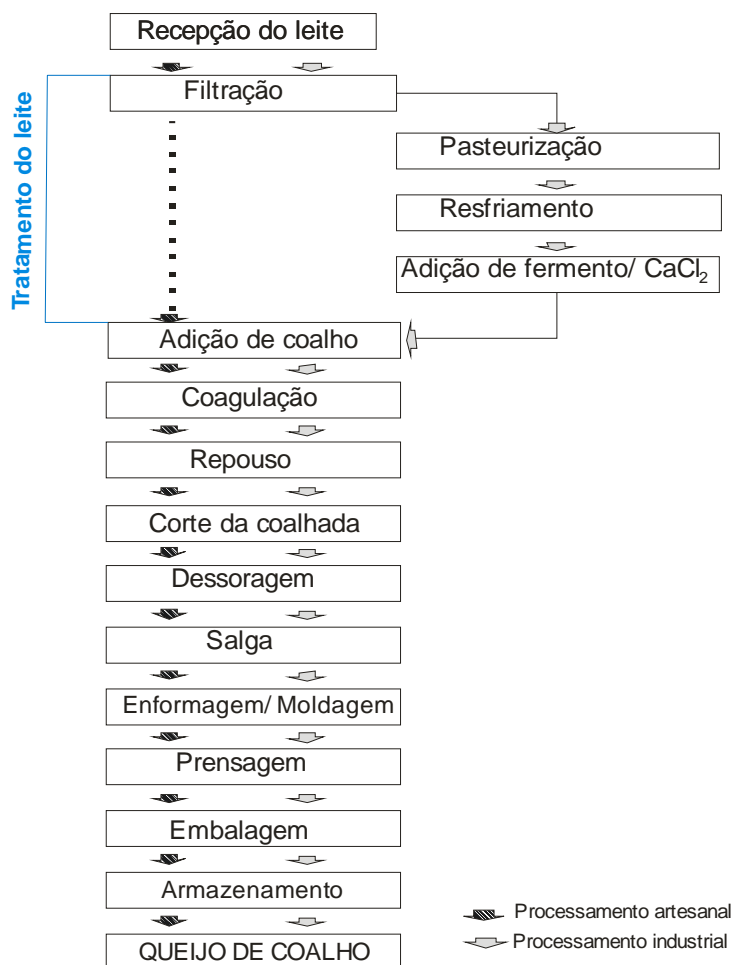 Recepção do leite
Filtração
Tratamento do leite
Pasteurização
Resfriamento
Adição de fermento/ CaCl₂
Adição de coalho
Coagulação
Repouso
Corte da coalhada
Dessoragem
Salga
Enformagem/ Moldagem
Prensagem
Embalagem
Armazenamento
QUEIJO DE COALHO
Processamento artesanal
Processamento industrial